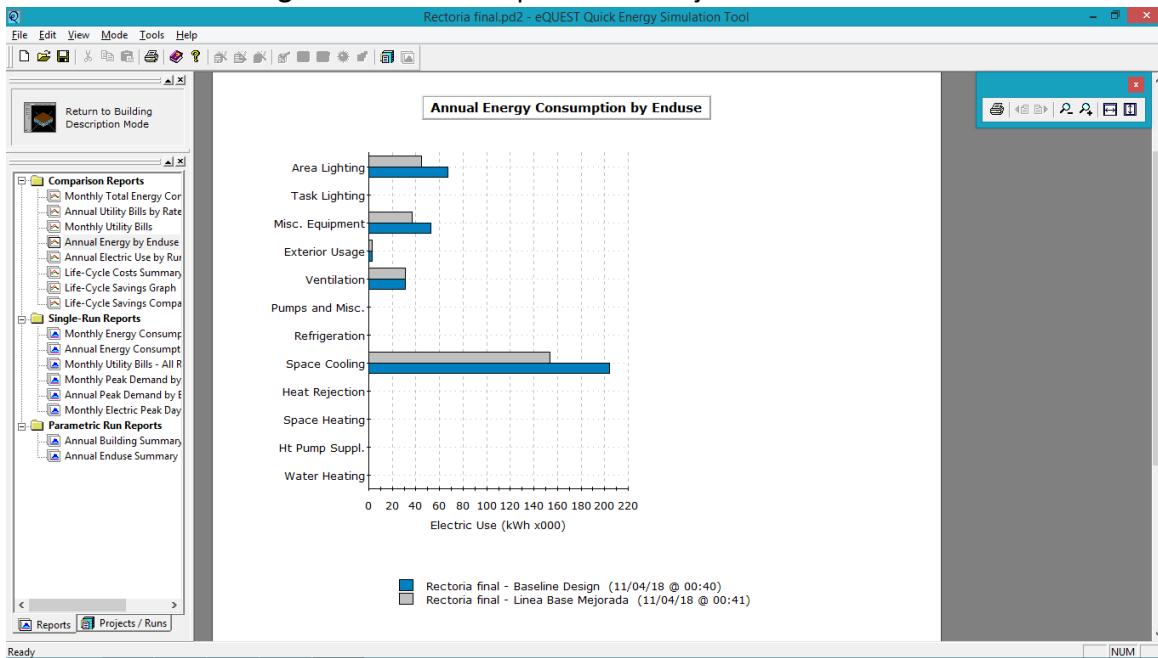 Rectoria final.pd2 - eQUEST Quick Energy Simulation Tool
File Edit View Mode Tools Help
Return to Building
Description Mode
Comparison Reports
Monthly Total Energy Con
Annual Utility Bills by Rate
Monthly Utility Bills
Annual Energy by Enduse
Annual Electric Use by Rur
Life-Cycle Costs Summary
Life-Cycle Savings Graph
Life-Cycle Savings Compa
Single-Run Reports
Monthly Energy Consump
Annual Energy Consumpt
Monthly Utility Bills - All R
Monthly Peak Demand by
Annual Peak Demand by E
Monthly Electric Peak Day
Parametric Run Reports
Annual Building Summary
Annual Enduse Summary
Reports Projects / Runs
Annual Energy Consumption by Enduse
Area Lighting
Task Lighting
Misc. Equipment
Exterior Usage
Ventilation
Pumps and Misc.
Refrigeration
Space Cooling
Heat Rejection
Space Heating
Ht Pump Suppl.
Water Heating
0 20 40 60 80 100 120 140 160 180 200 220
Electric Use (kWh x000)
Rectoria final - Baseline Design (11/04/18 @ 00:40)
Rectoria final - Linea Base Mejorada (11/04/18 @ 00:41)
Ready
NUM